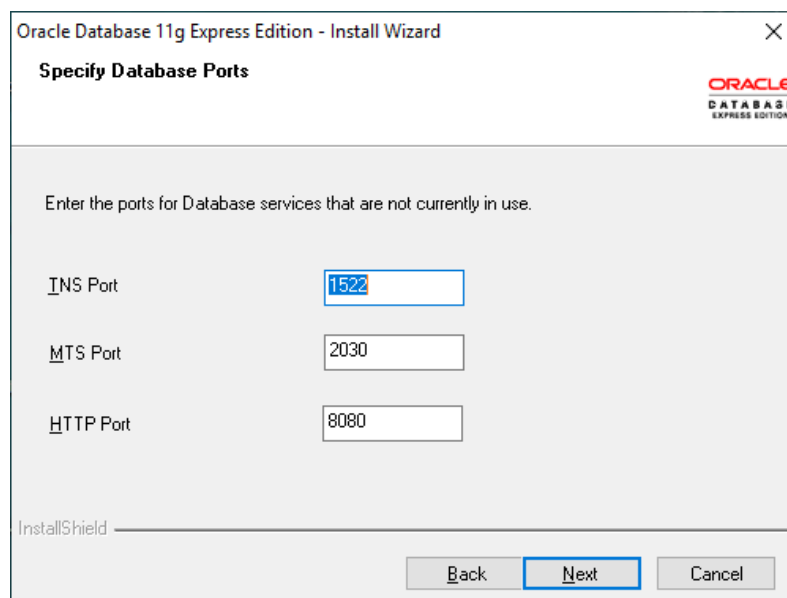 Oracle Database 11g Express Edition - Install Wizard
Specify Database Ports
ORACLE
DATABASE
EXPRESS EDITION
Enter the ports for Database services that are not currently in use.
TNS Port 1522
MTS Port 2030
HTTP Port 8080
InstallShield
Back Next Cancel